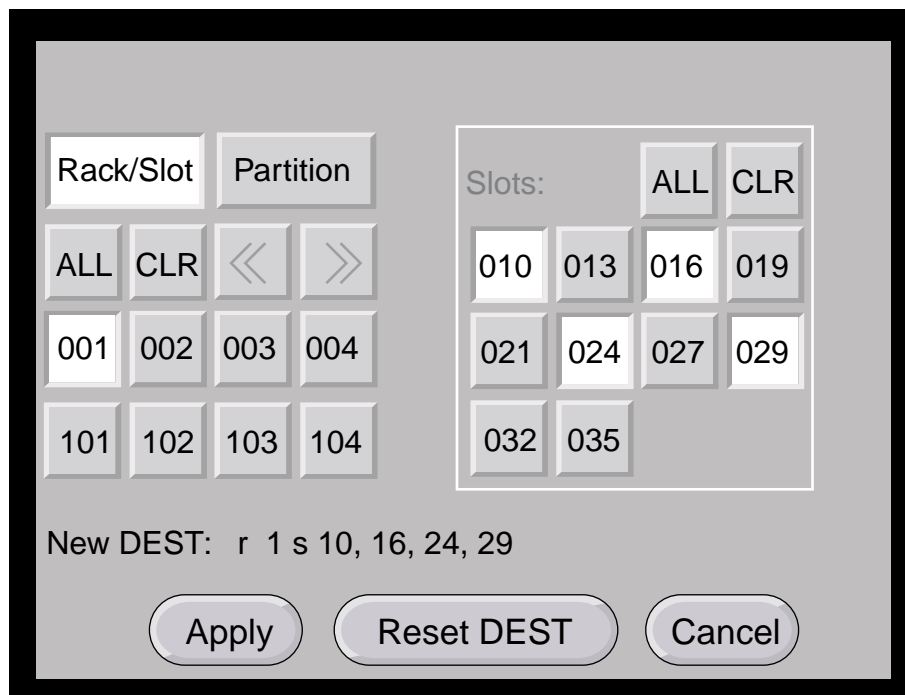 Rack/Slot Partition
Slots: ALL CLR
ALL CLR
010 013 016 019
001 002 003 004
021 024 027 029
101 102 103 104
032 035
New DEST: r 1 s 10, 16, 24, 29
Apply Reset DEST Cancel